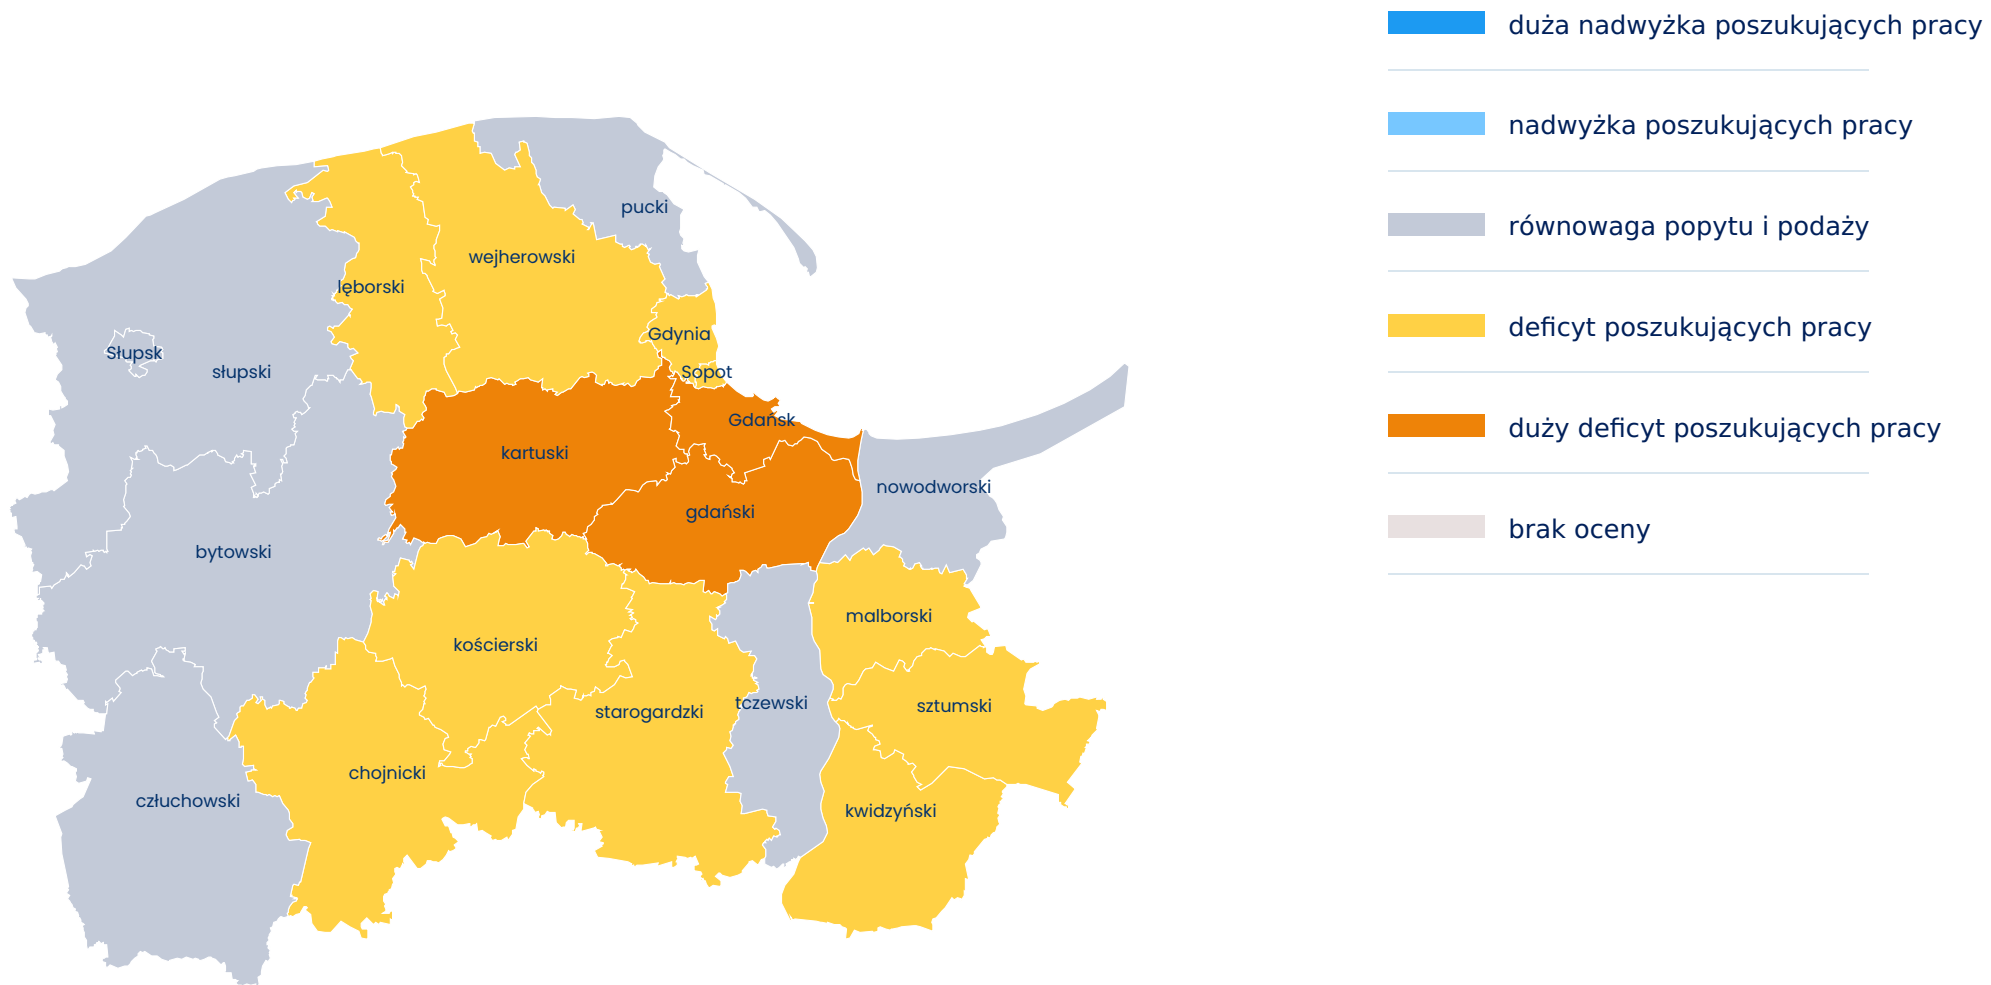 duża nadwyżka poszukujących pracy
nadwyżka poszukujących pracy
równowaga popytu i podaży
deficyt poszukujących pracy
duży deficyt poszukujących pracy
brak oceny
pucki
wejherowski
lęborski
Gdynia
Słupsk
słupski
Sopot
Gdańsk
kartuski
nowodworski
gdański
bytowski
malborski
kościerski
tczewski
sztumski
starogardzki
chojnicki
człuchowski
kwidzyński